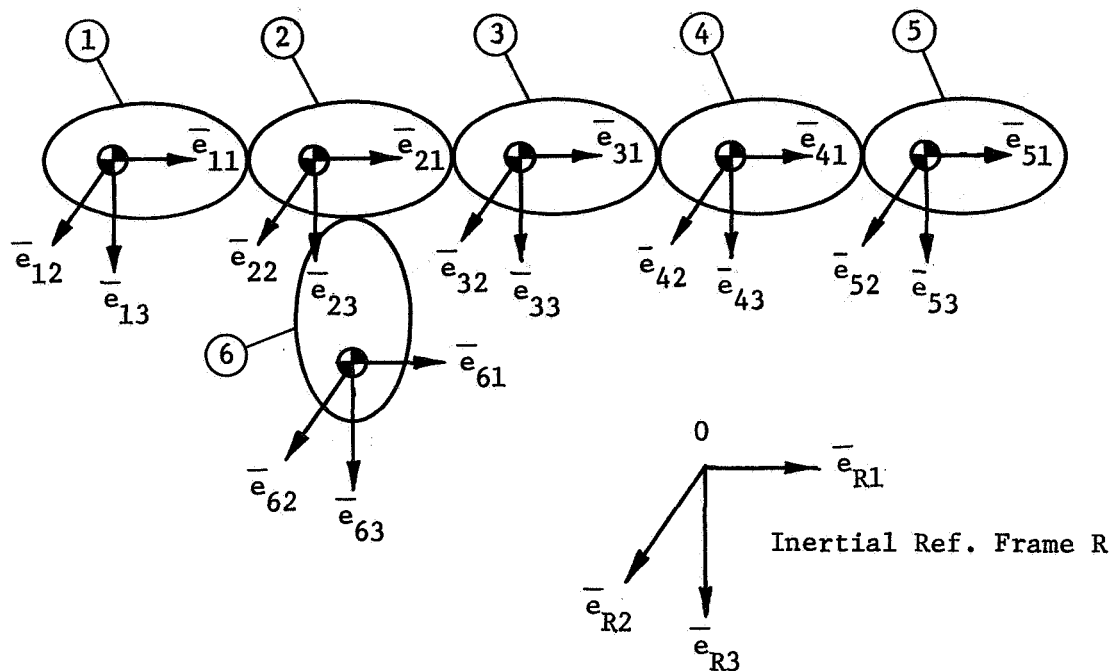 1 2 3 4 5
e̅11 e̅21 e̅31 e̅41 e̅51
e̅12 e̅22 e̅32 e̅42 e̅52
e̅13 e̅23 e̅33 e̅43 e̅53
6
e̅61
e̅62
e̅63
0
e̅R1
Inertial Ref. Frame R
e̅R2
e̅R3